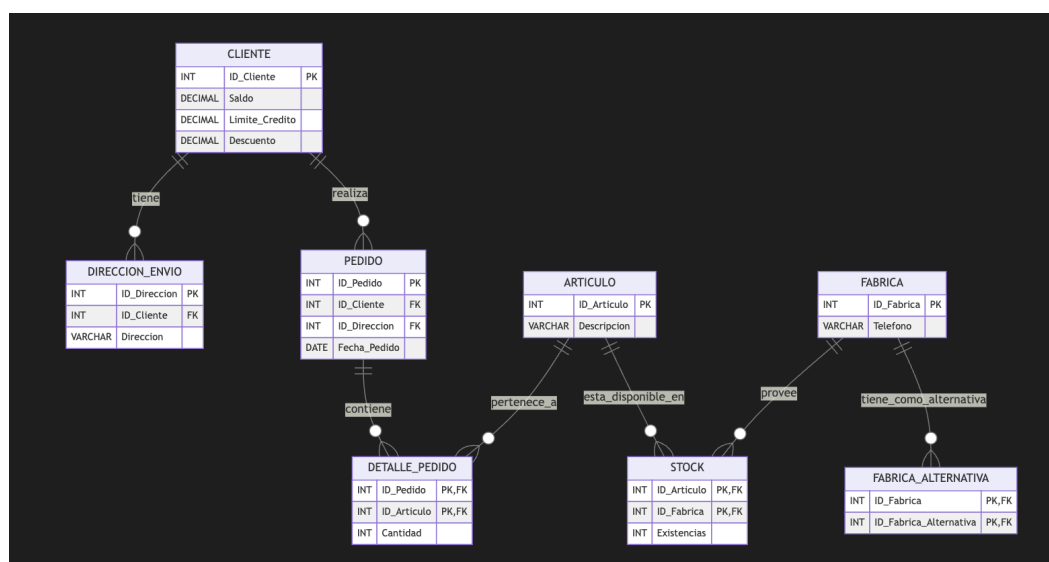 CLIENTE
INT ID_Cliente PK
DECIMAL Saldo
DECIMAL Limite_Credito
DECIMAL Descuento
tiene
realiza
DIRECCION_ENVIO
INT ID_Direccion PK
INT ID_Cliente FK
VARCHAR Direccion
PEDIDO
INT ID_Pedido PK
INT ID_Cliente FK
INT ID_Direccion FK
DATE Fecha_Pedido
ARTICULO
INT ID_Articulo PK
VARCHAR Descripcion
FABRICA
INT ID_Fabrica PK
VARCHAR Telefono
contiene
pertenece_a
esta_disponible_en
provee
tiene_como_alternativa
DETALLE_PEDIDO
INT ID_Pedido PK,FK
INT ID_Articulo PK,FK
INT Cantidad
STOCK
INT ID_Articulo PK,FK
INT ID_Fabrica PK,FK
INT Existencias
FABRICA_ALTERNATIVA
INT ID_Fabrica PK,FK
INT ID_Fabrica_Alternativa PK,FK